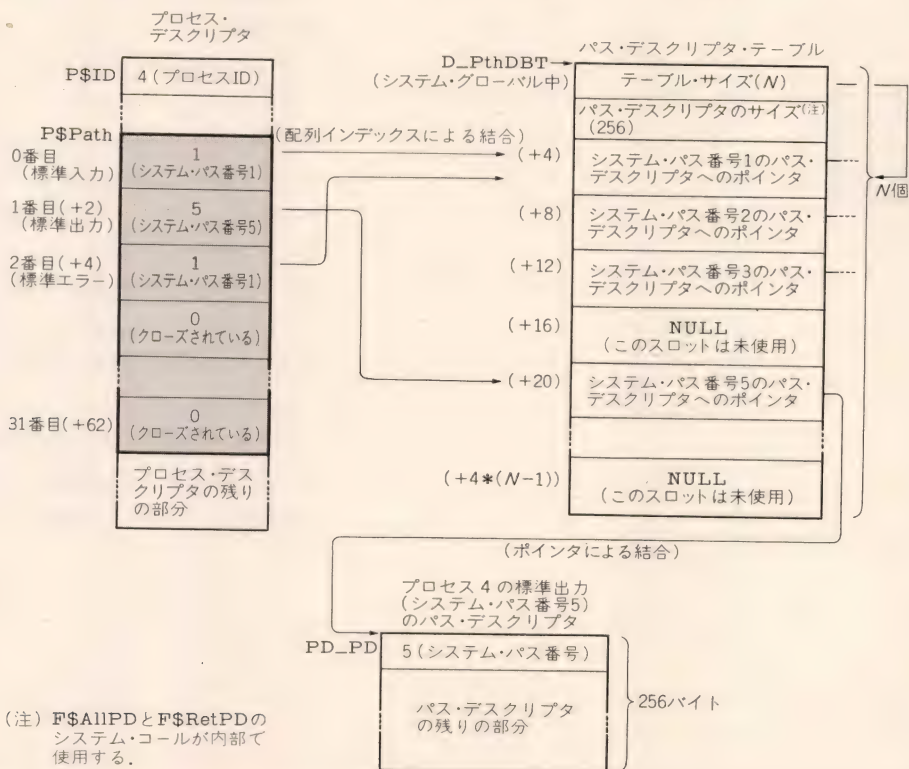 プロセス・
デスクリプタ
P$ID
4(プロセスID)
P$Path
0番目
(標準入力)
1
(システム・パス番号1)
1番目(+2)
(標準出力)
5
(システム・パス番号5)
2番目(+4)
(標準エラー)
1
(システム・パス番号1)
0
(クローズされている)
31番目(+62)
0
(クローズされている)
プロセス・デ
スクリプタの残り
の部分
(配列インデックスによる結合)
パス・デスクリプタ・テーブル
D_PthDBT
(システム・グローバル中)
テーブル・サイズ(N)
パス・デスクリプタのサイズ(注)
(256)
(+4)
システム・パス番号1のパス・
デスクリプタへのポインタ
N個
(+8)
システム・パス番号2のパス・
デスクリプタへのポインタ
(+12)
システム・パス番号3のパス・
デスクリプタへのポインタ
(+16)
NULL
(このスロットは未使用)
(+20)
システム・パス番号5のパス・
デスクリプタへのポインタ
(+4*(N-1))
NULL
(このスロットは未使用)
(ポインタによる結合)
プロセス4の標準出力
(システム・パス番号5)
のパス・デスクリプタ
PD_PD
5(システム・パス番号)
パス・デスクリプタ
の残りの部分
256バイト
(注) F$AllPDとF$RetPDの
システム・コールが内部で
使用する.